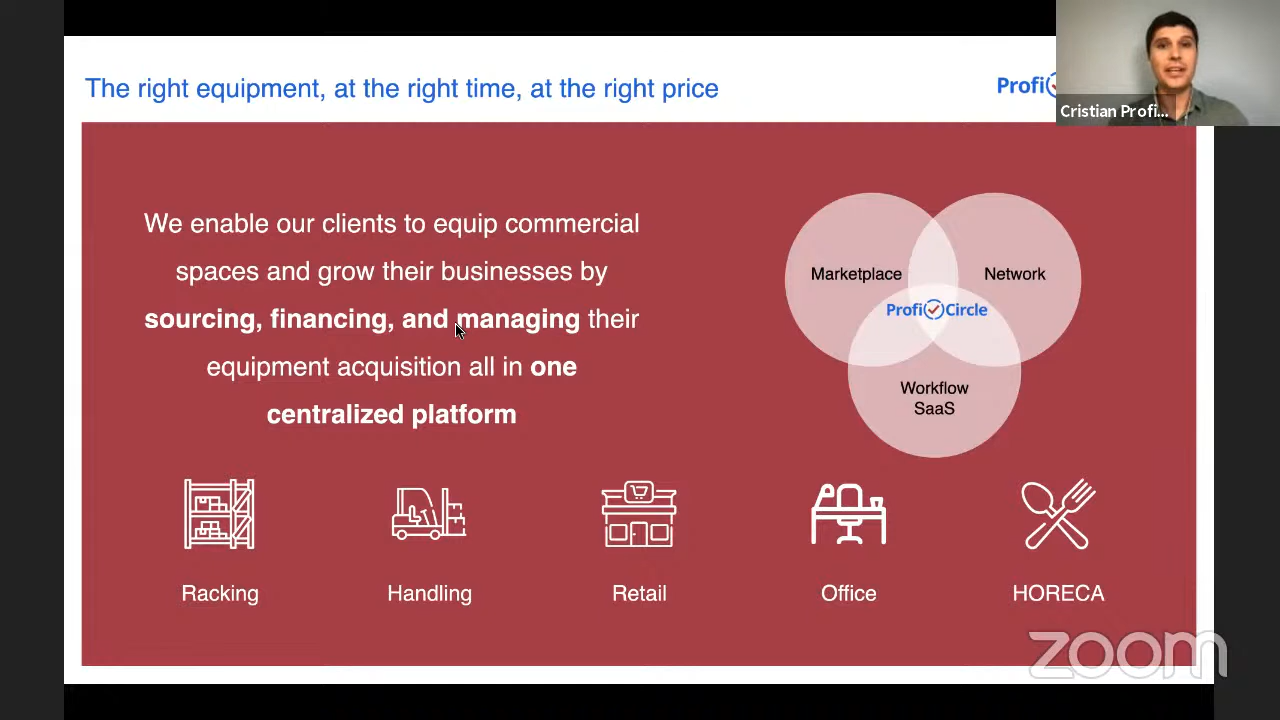 The right equipment, at the right time, at the right price
Profi
Cristian Profi...
We enable our clients to equip commercial
spaces and grow their businesses by
sourcing, financing, and managing their
equipment acquisition all in one
centralized platform
Marketplace
Network
Profi Circle
Workflow
SaaS
Racking
Handling
Retail
Office
HORECA
zoom